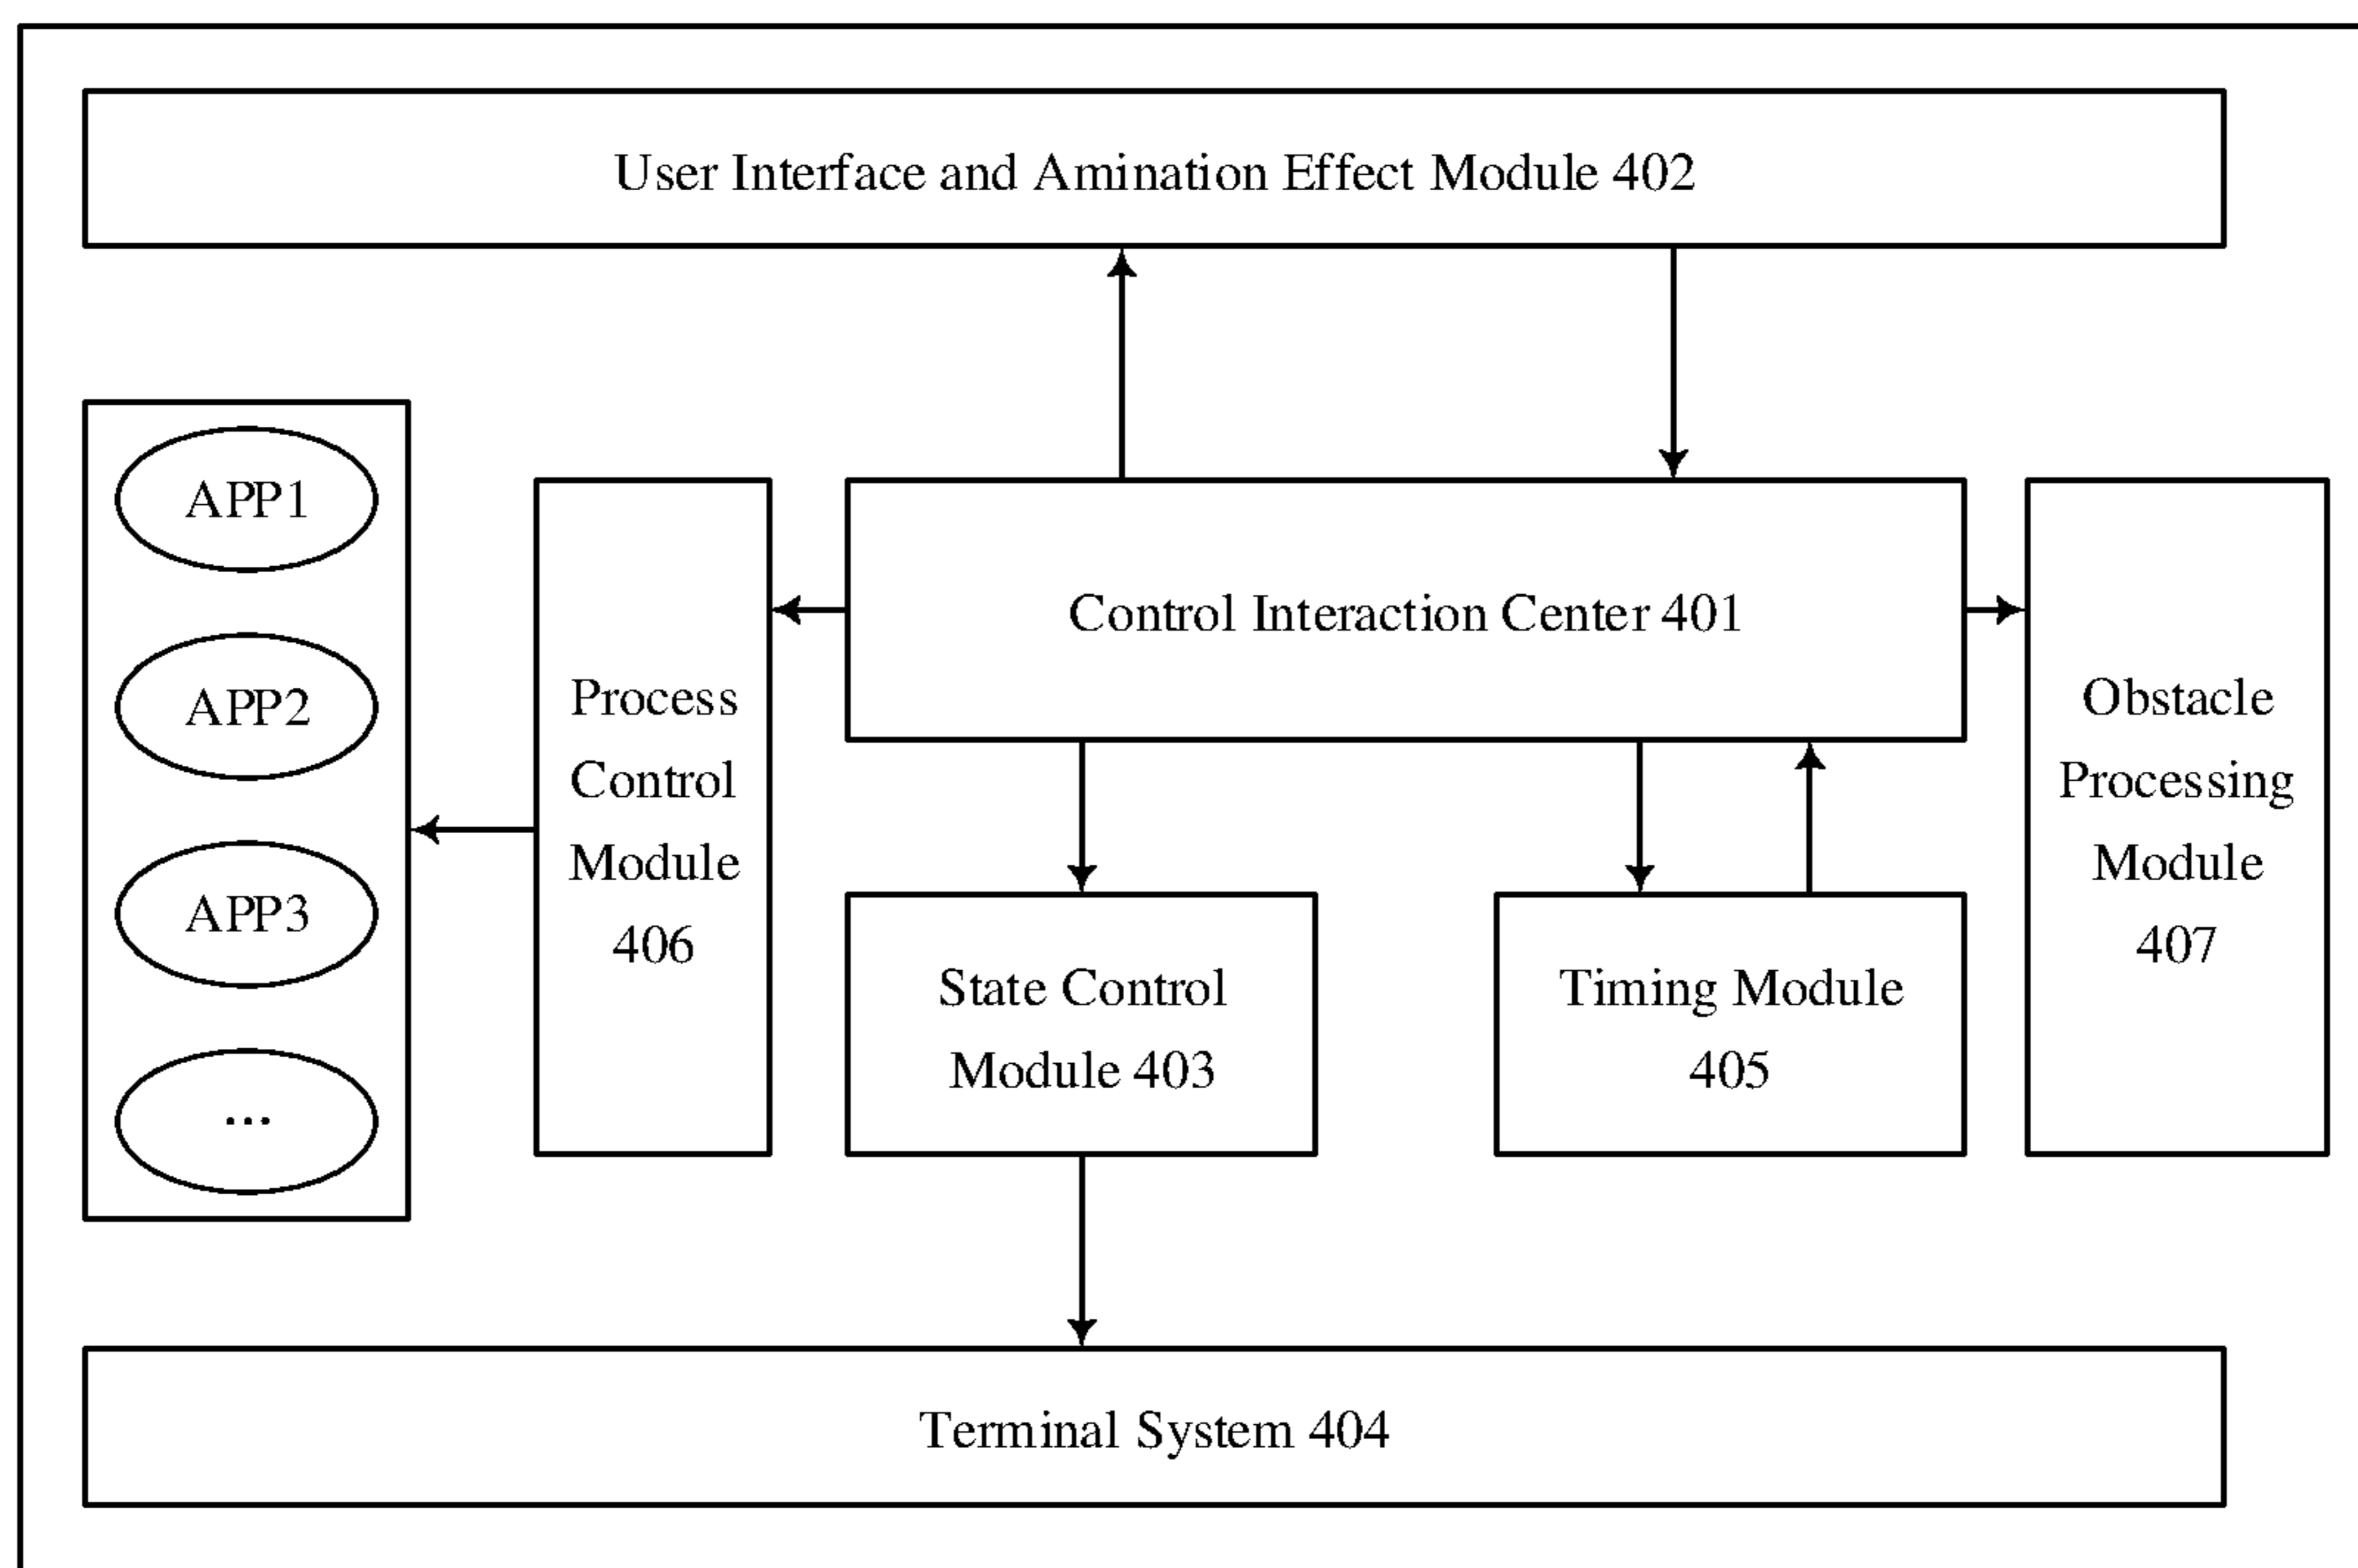 User Interface and Amination Effect Module 402
APP1
APP2
APP3
...
Process
Control
Module
406
Control Interaction Center 401
State Control
Module 403
Timing Module
405
Obstacle
Processing
Module
407
Terminal System 404